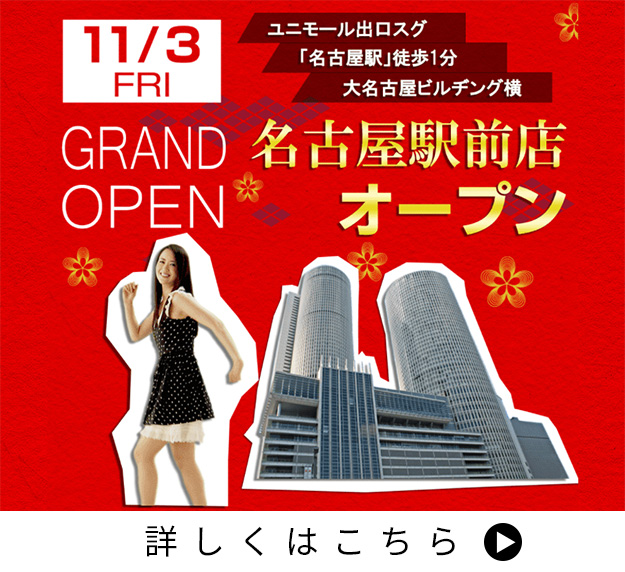 11/3
FRI
ユニモール出口スグ
「名古屋駅」徒歩1分
大名古屋ビルヂング横
GRAND
OPEN
名古屋駅前店
オープン
詳しくはこちら